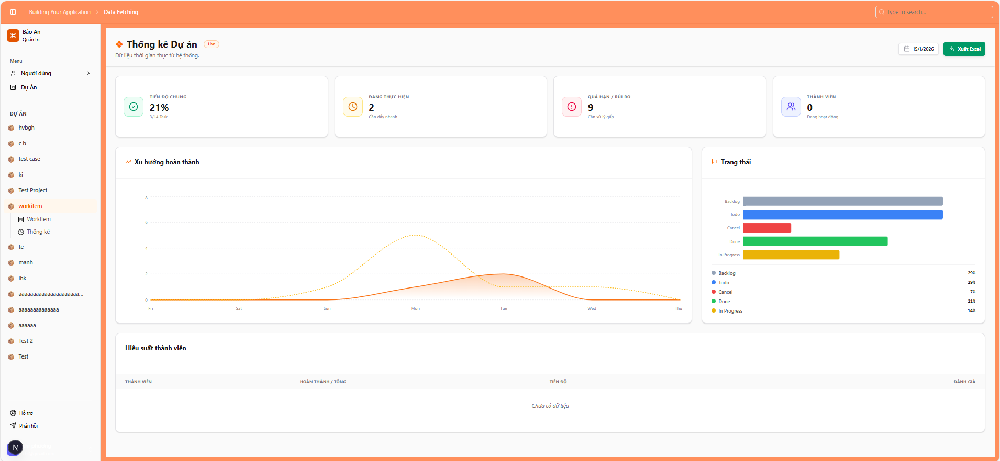 Building Your Application
Data Fetching
Type to search...
Bảo An
Quản trị
Menu
Người dùng
Dự Án
DỰ ÁN
hvbgh
c b
test case
ki
Test Project
workitem
WorkItem
Thống kê
te
manh
lhk
aaaaaaaaaaaaaaaaaaaaa...
aaaaaaaaaaaaaa
aaaaaa
Test 2
Test
Hỗ trợ
Phản hồi
N
Thống kê Dự án
Live
Dữ liệu thời gian thực từ hệ thống.
15/1/2026
Xuất Excel
TIẾN ĐỘ CHUNG
21%
3/14 Task
ĐANG THỰC HIỆN
2
Cần đẩy nhanh
QUÁ HẠN / RỦI RO
9
Cần xử lý gấp
THÀNH VIÊN
0
Đang hoạt động
Xu hướng hoàn thành
8
6
4
2
0
Fri Sat Sun Mon Tue Wed Thu
Trạng thái
Backlog
Todo
Cancel
Done
In Progress
Backlog 29%
Todo 29%
Cancel 7%
Done 21%
In Progress 14%
Hiệu suất thành viên
THÀNH VIÊN HOÀN THÀNH / TỔNG TIẾN ĐỘ ĐÁNH GIÁ
Chưa có dữ liệu